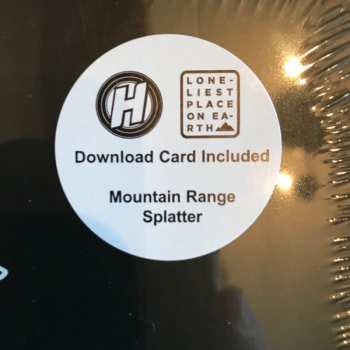 H
LONE-
LIEST
PLACE
ON EA-
RTH
Download Card Included
Mountain Range
Splatter